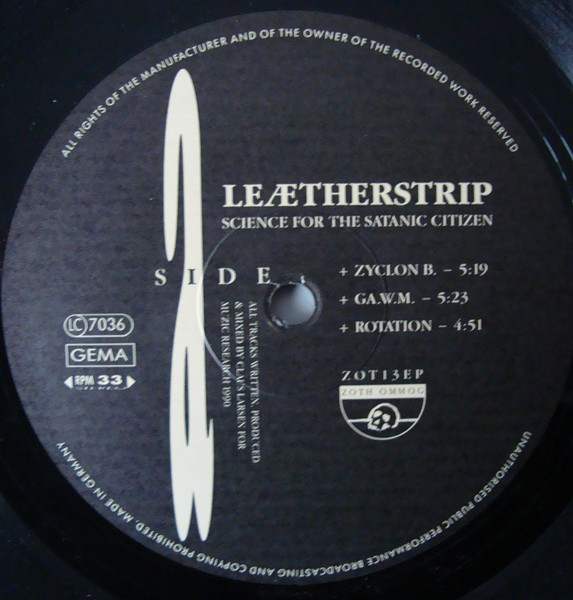 ALL RIGHTS OF THE MANUFACTURER AND OF THE OWNER OF THE RECORDED WORK RESERVED
LEÆTHERSTRIP
SCIENCE FOR THE SATANIC CITIZEN
SIDE
2
+ ZYCLON B. – 5:19
+ G.A.W.M. – 5:23
+ ROTATION – 4:51
ALL TRACKS WRITTEN, PRODUCED
& MIXED BY CLAUS LARSEN FOR
MUZIC RESEARCH 1990
LC 7036
GEMA
RPM 33
STEREO
ZOT13EP
ZOTH OMMOG
UNAUTHORISED PUBLIC PERFORMANCE BROADCASTING AND COPYING PROHIBITED. MADE IN GERMANY